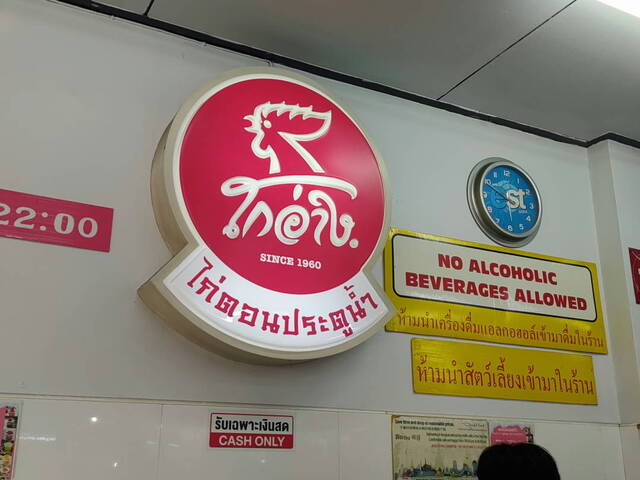 22:00
โกอ่าง
SINCE 1960
ไก่ตอนประตูน้ำ
st
NO ALCOHOLIC
BEVERAGES ALLOWED
ห้ามนำเครื่องดื่มแอลกอฮอล์เข้ามาดื่มในร้าน
ห้ามนำสัตว์เลี้ยงเข้ามาในร้าน
รับเฉพาะเงินสด
CASH ONLY